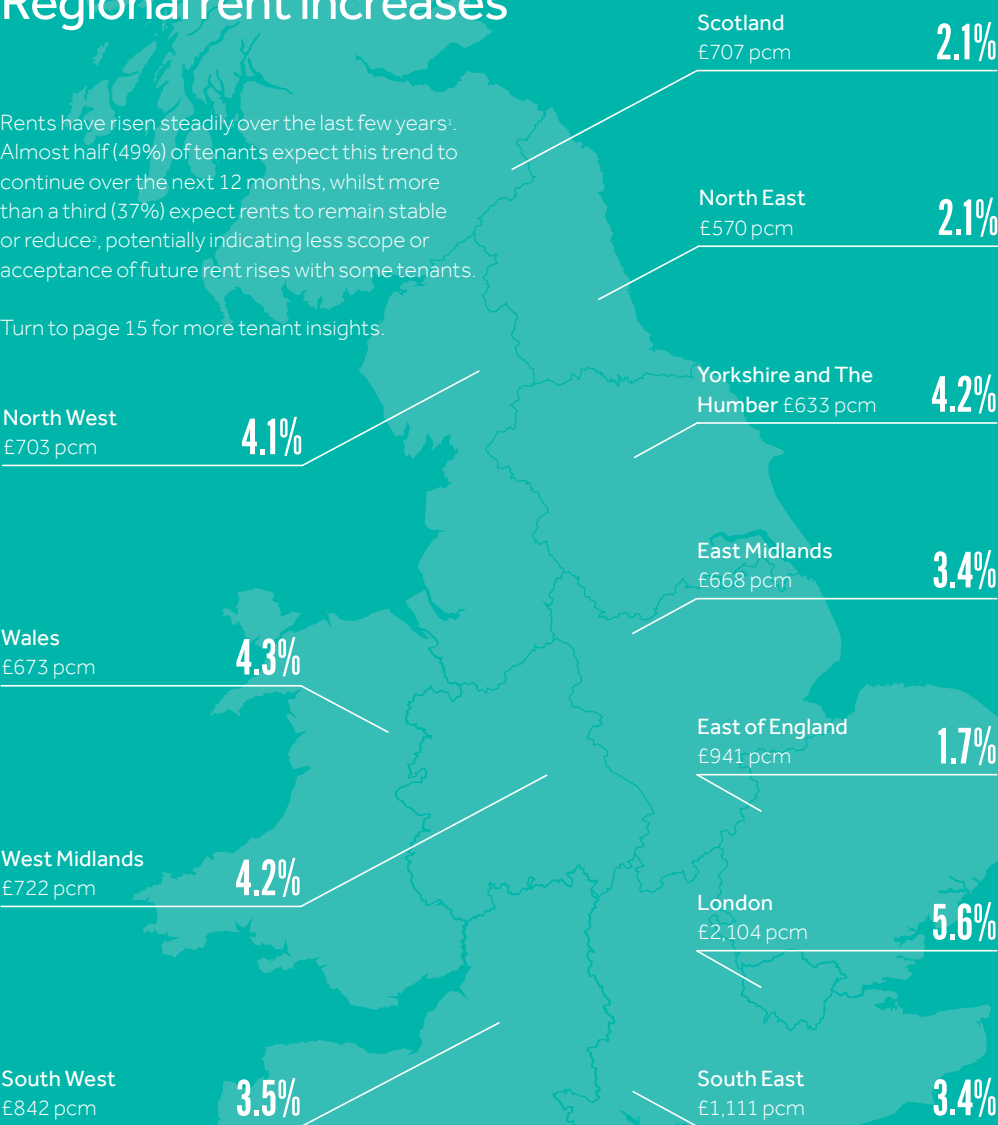 Regional rent increases
Rents have risen steadily over the last few years¹.
Almost half (49%) of tenants expect this trend to
continue over the next 12 months, whilst more
than a third (37%) expect rents to remain stable
or reduce², potentially indicating less scope or
acceptance of future rent rises with some tenants.
Turn to page 15 for more tenant insights.
North West
£703 pcm
4.1%
Wales
£673 pcm
4.3%
West Midlands
£722 pcm
4.2%
South West
£842 pcm
3.5%
Scotland
£707 pcm
2.1%
North East
£570 pcm
2.1%
Yorkshire and The
Humber £633 pcm
4.2%
East Midlands
£668 pcm
3.4%
East of England
£941 pcm
1.7%
London
£2,104 pcm
5.6%
South East
£1,111 pcm
3.4%